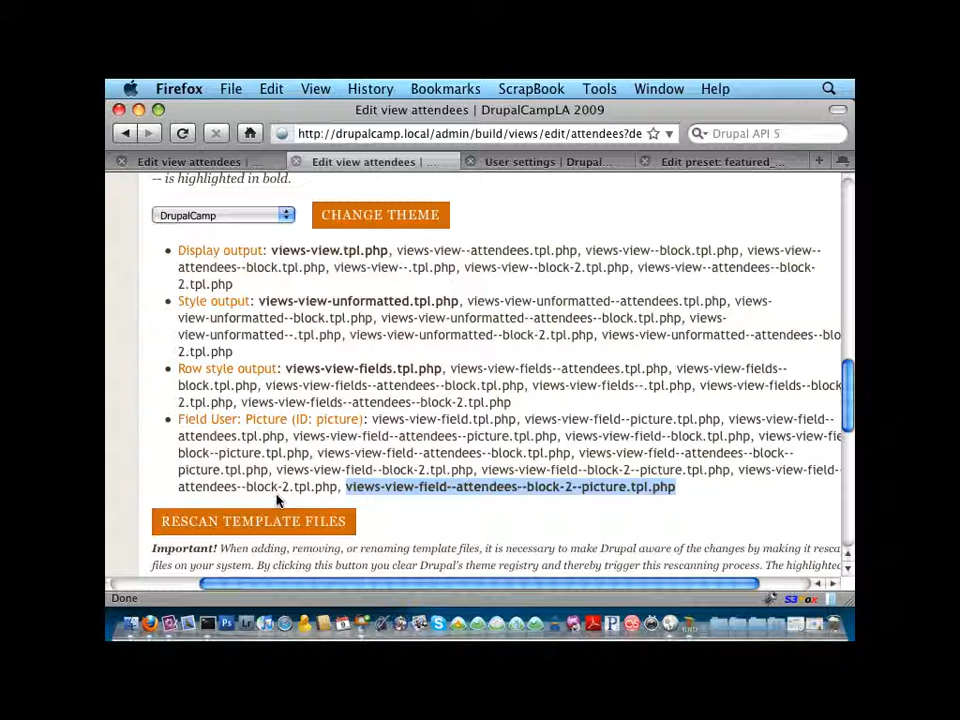 Firefox File Edit View History Bookmarks ScrapBook Tools Window Help
Edit view attendees | DrupalCampLA 2009
http://drupalcamp.local/admin/build/views/edit/attendees?de
Drupal API 5
Edit view attendees | ...
Edit view attendees | ...
User settings | Drupal...
Edit preset: featured_...
-- is highlighted in bold.
DrupalCamp
CHANGE THEME
• Display output: views-view.tpl.php, views-view--attendees.tpl.php, views-view--block.tpl.php, views-view--
attendees--block.tpl.php, views-view--.tpl.php, views-view--block-2.tpl.php, views-view--attendees--block-
2.tpl.php
• Style output: views-view-unformatted.tpl.php, views-view-unformatted--attendees.tpl.php, views-
view-unformatted--block.tpl.php, views-view-unformatted--attendees--block.tpl.php, views-
view-unformatted--.tpl.php, views-view-unformatted--block-2.tpl.php, views-view-unformatted--attendees--blo
2.tpl.php
• Row style output: views-view-fields.tpl.php, views-view-fields--attendees.tpl.php, views-view-fields--
block.tpl.php, views-view-fields--attendees--block.tpl.php, views-view-fields--.tpl.php, views-view-fields--block
2.tpl.php, views-view-fields--attendees--block-2.tpl.php
• Field User: Picture (ID: picture): views-view-field.tpl.php, views-view-field--picture.tpl.php, views-view-field--
attendees.tpl.php, views-view-field--attendees--picture.tpl.php, views-view-field--block.tpl.php, views-view-fie
block--picture.tpl.php, views-view-field--attendees--block.tpl.php, views-view-field--attendees--block--
picture.tpl.php, views-view-field--block-2.tpl.php, views-view-field--block-2--picture.tpl.php, views-view-field--
attendees--block-2.tpl.php, views-view-field--attendees--block-2--picture.tpl.php
RESCAN TEMPLATE FILES
Important! When adding, removing, or renaming template files, it is necessary to make Drupal aware of the changes by making it resca
files on your system. By clicking this button you clear Drupal's theme registry and thereby trigger this rescanning process. The highlighted
Done
S3Fox